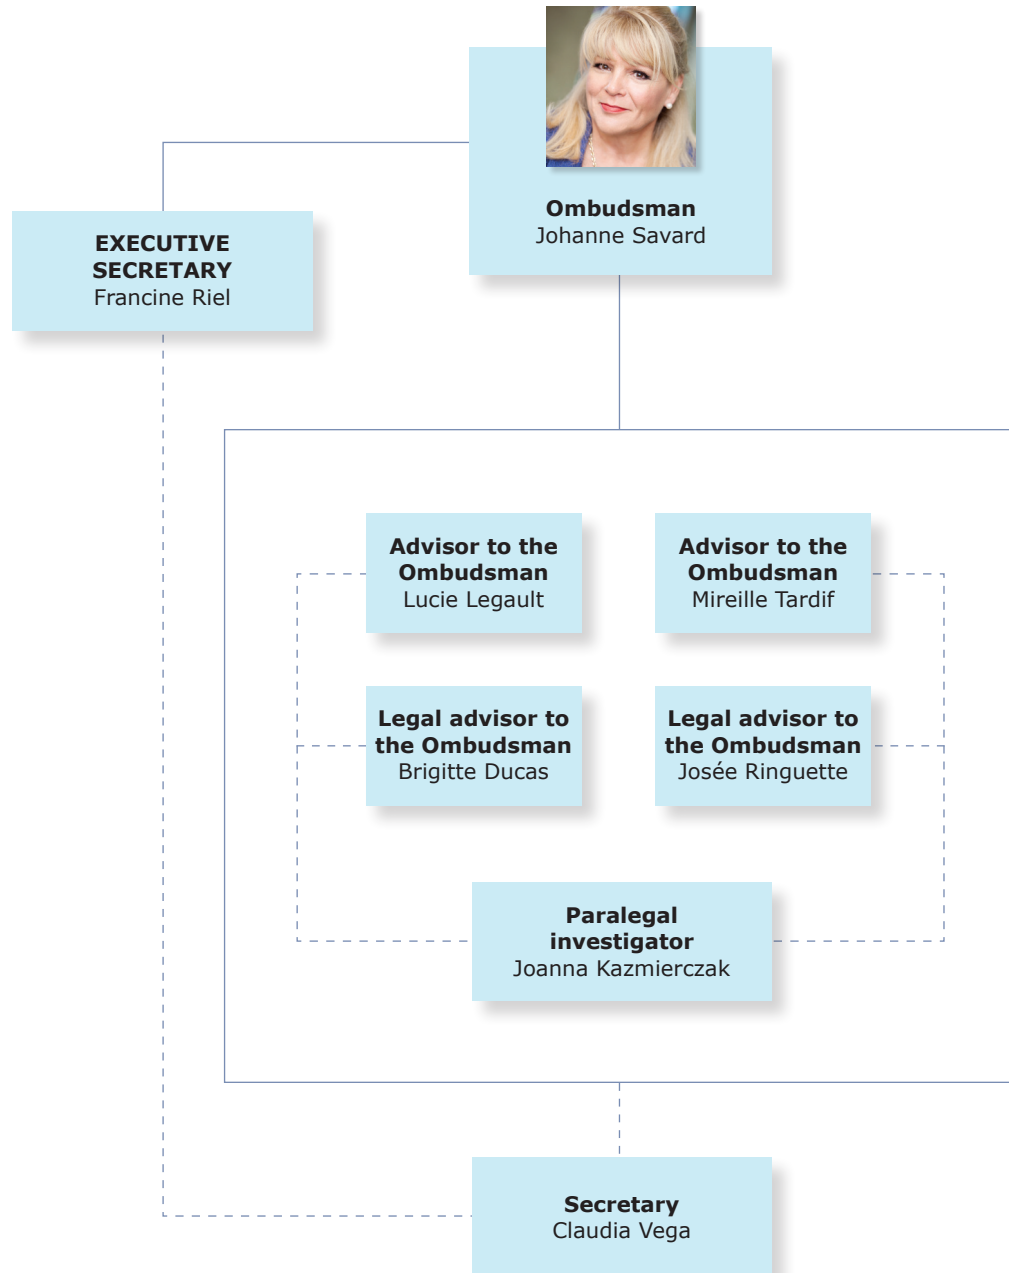 Ombudsman
Johanne Savard
EXECUTIVE
SECRETARY
Francine Riel
Advisor to the
Ombudsman
Lucie Legault
Advisor to the
Ombudsman
Mireille Tardif
Legal advisor to
the Ombudsman
Brigitte Ducas
Legal advisor to
the Ombudsman
Josée Ringuette
Paralegal
investigator
Joanna Kazmierczak
Secretary
Claudia Vega